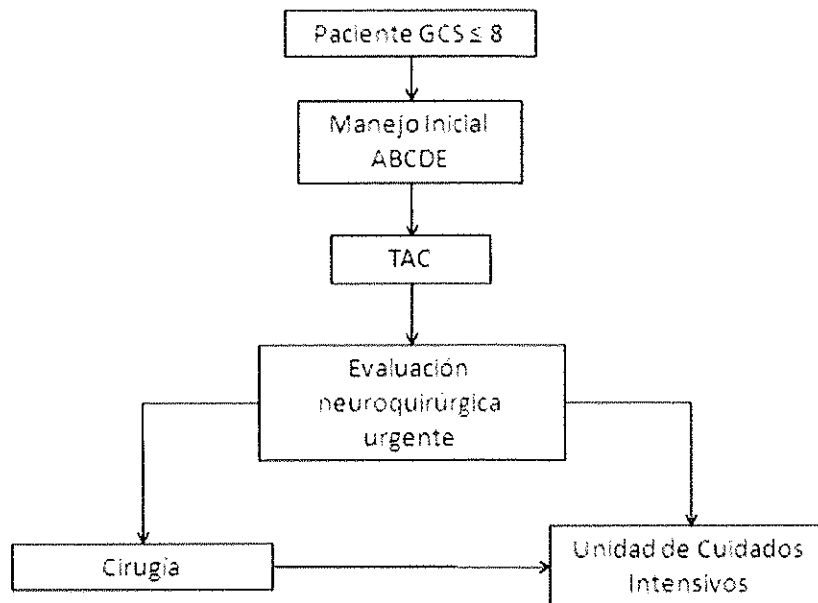 Paciente GCS ≤ 8
Manejo Inicial
ABCDE
TAC
Evaluación
neuroquirúrgica
urgente
Cirugía
Unidad de Cuidados
Intensivos